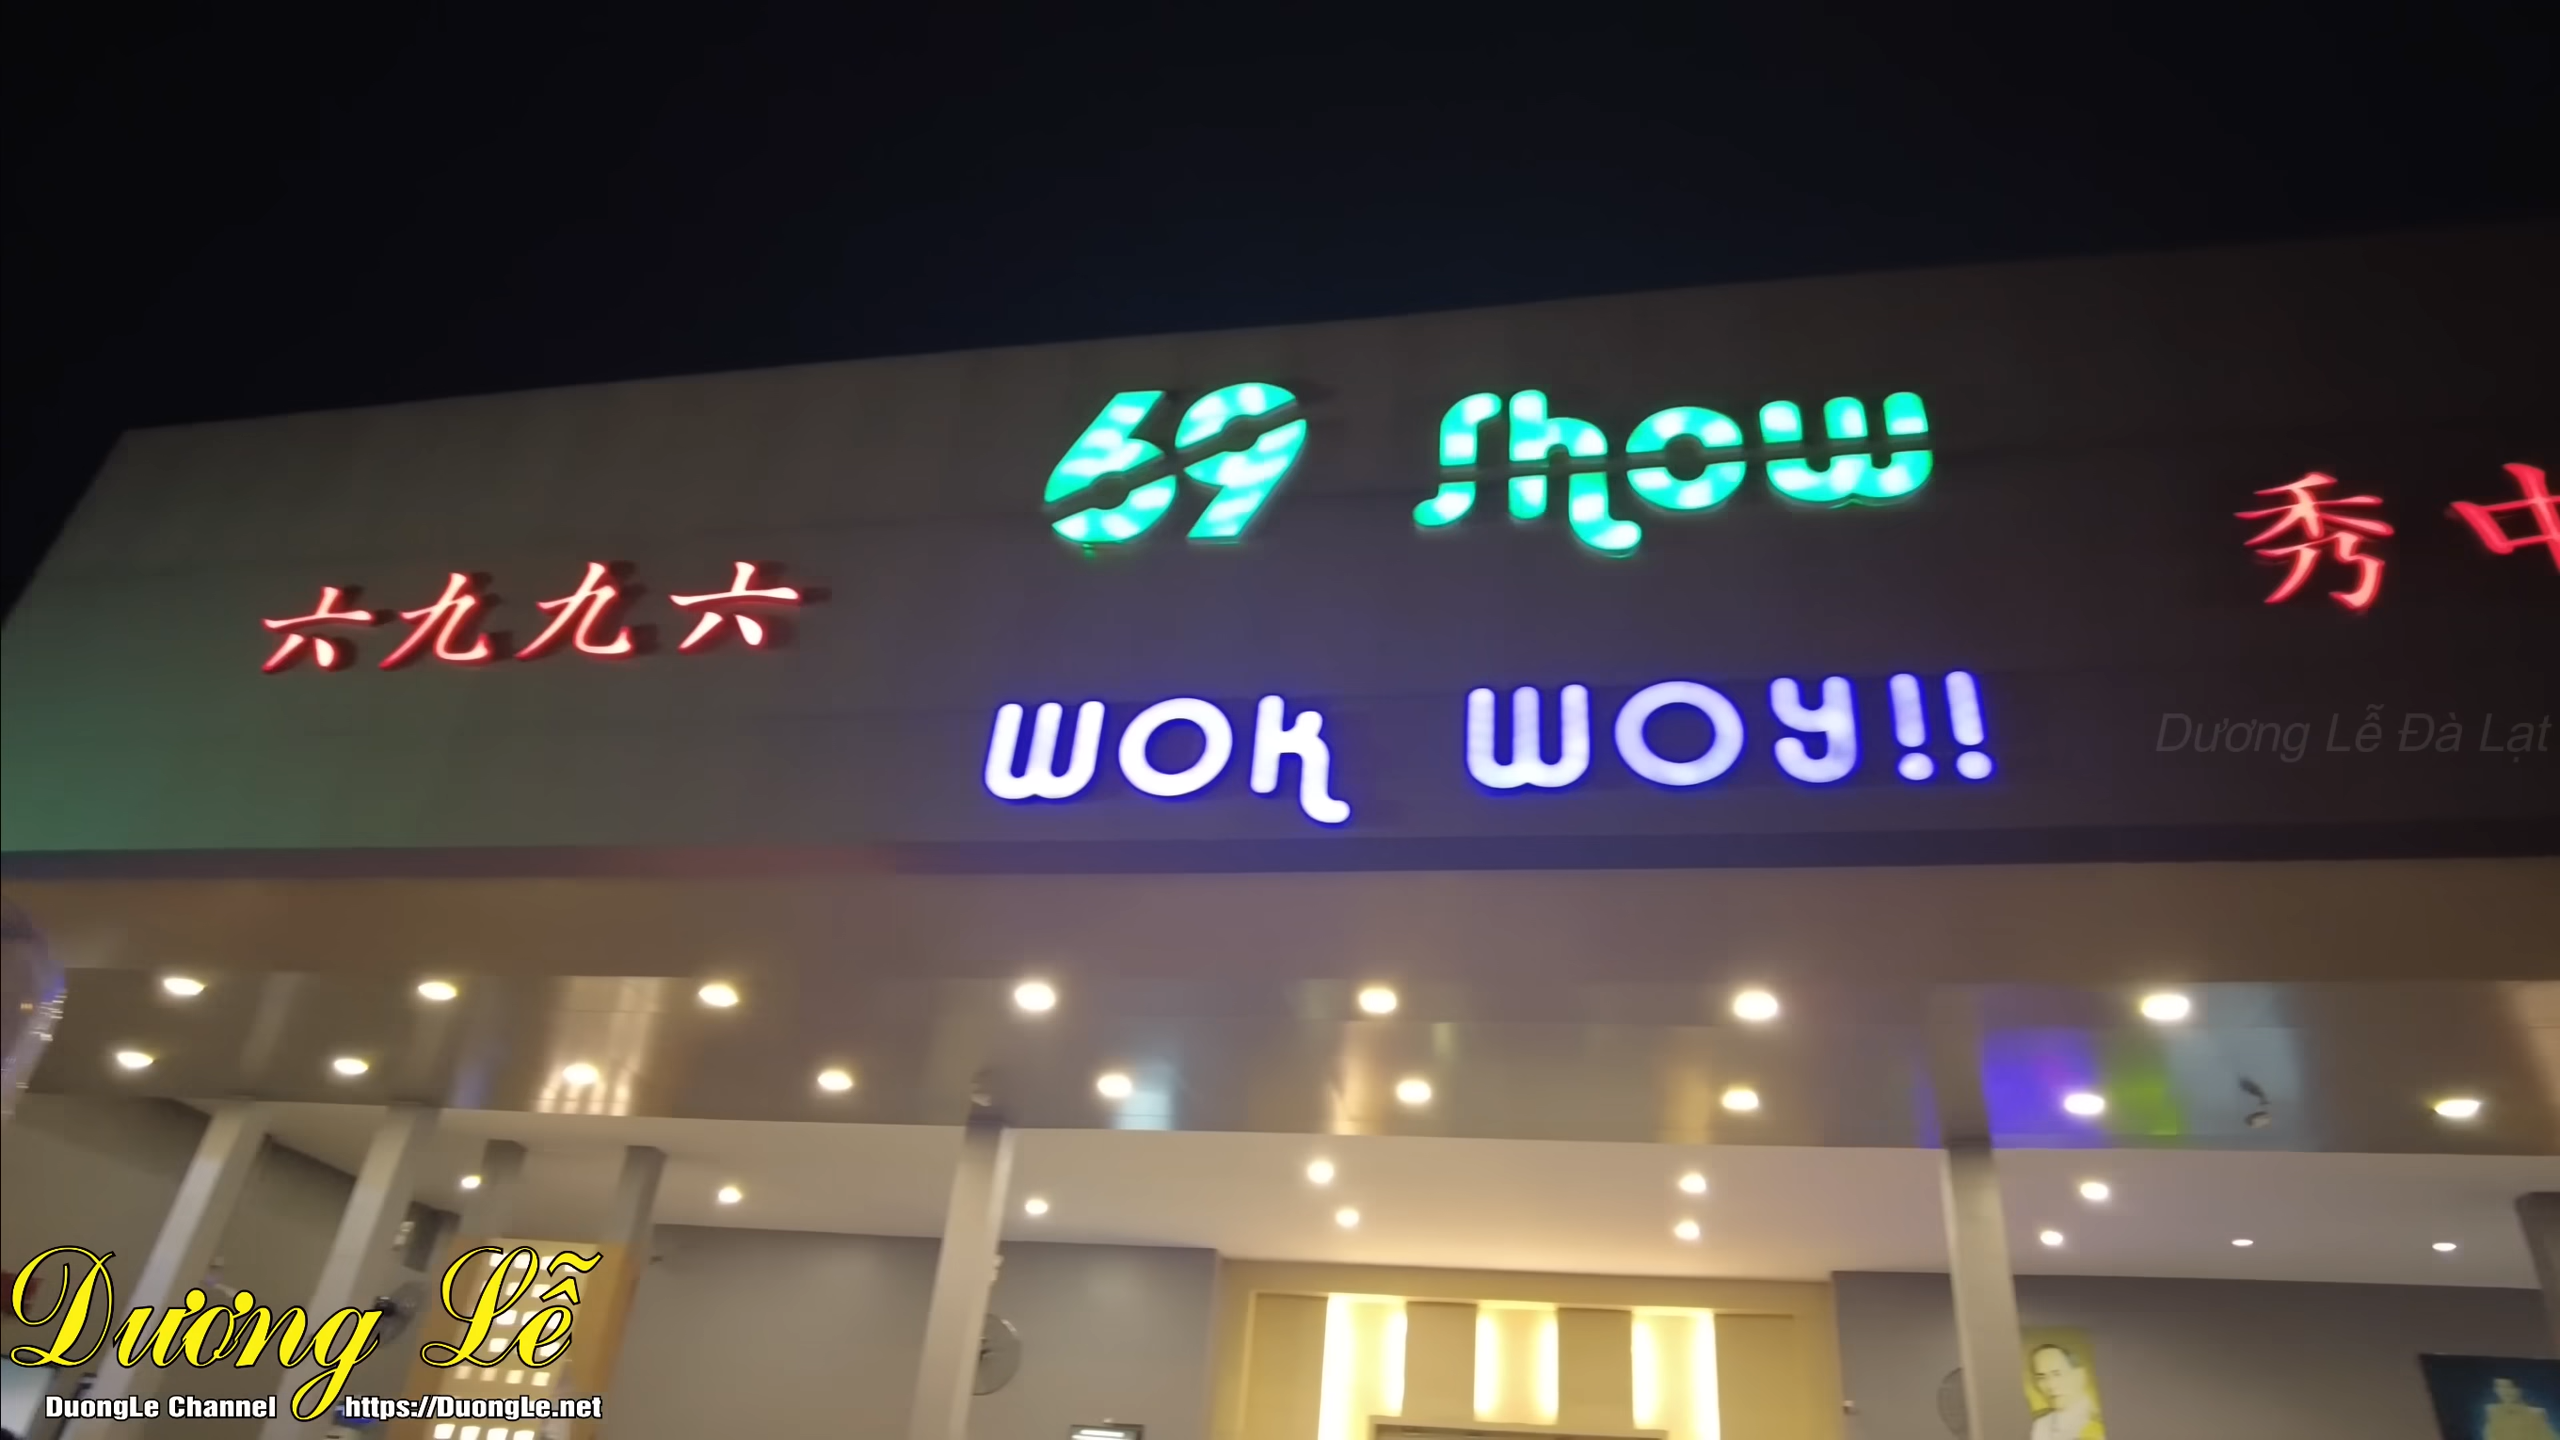 69 Show
六九九六
秀中
WOK WOY!!
Dương Lễ Đà Lạt
Dương Lễ
DuongLe Channel https://DuongLe.net